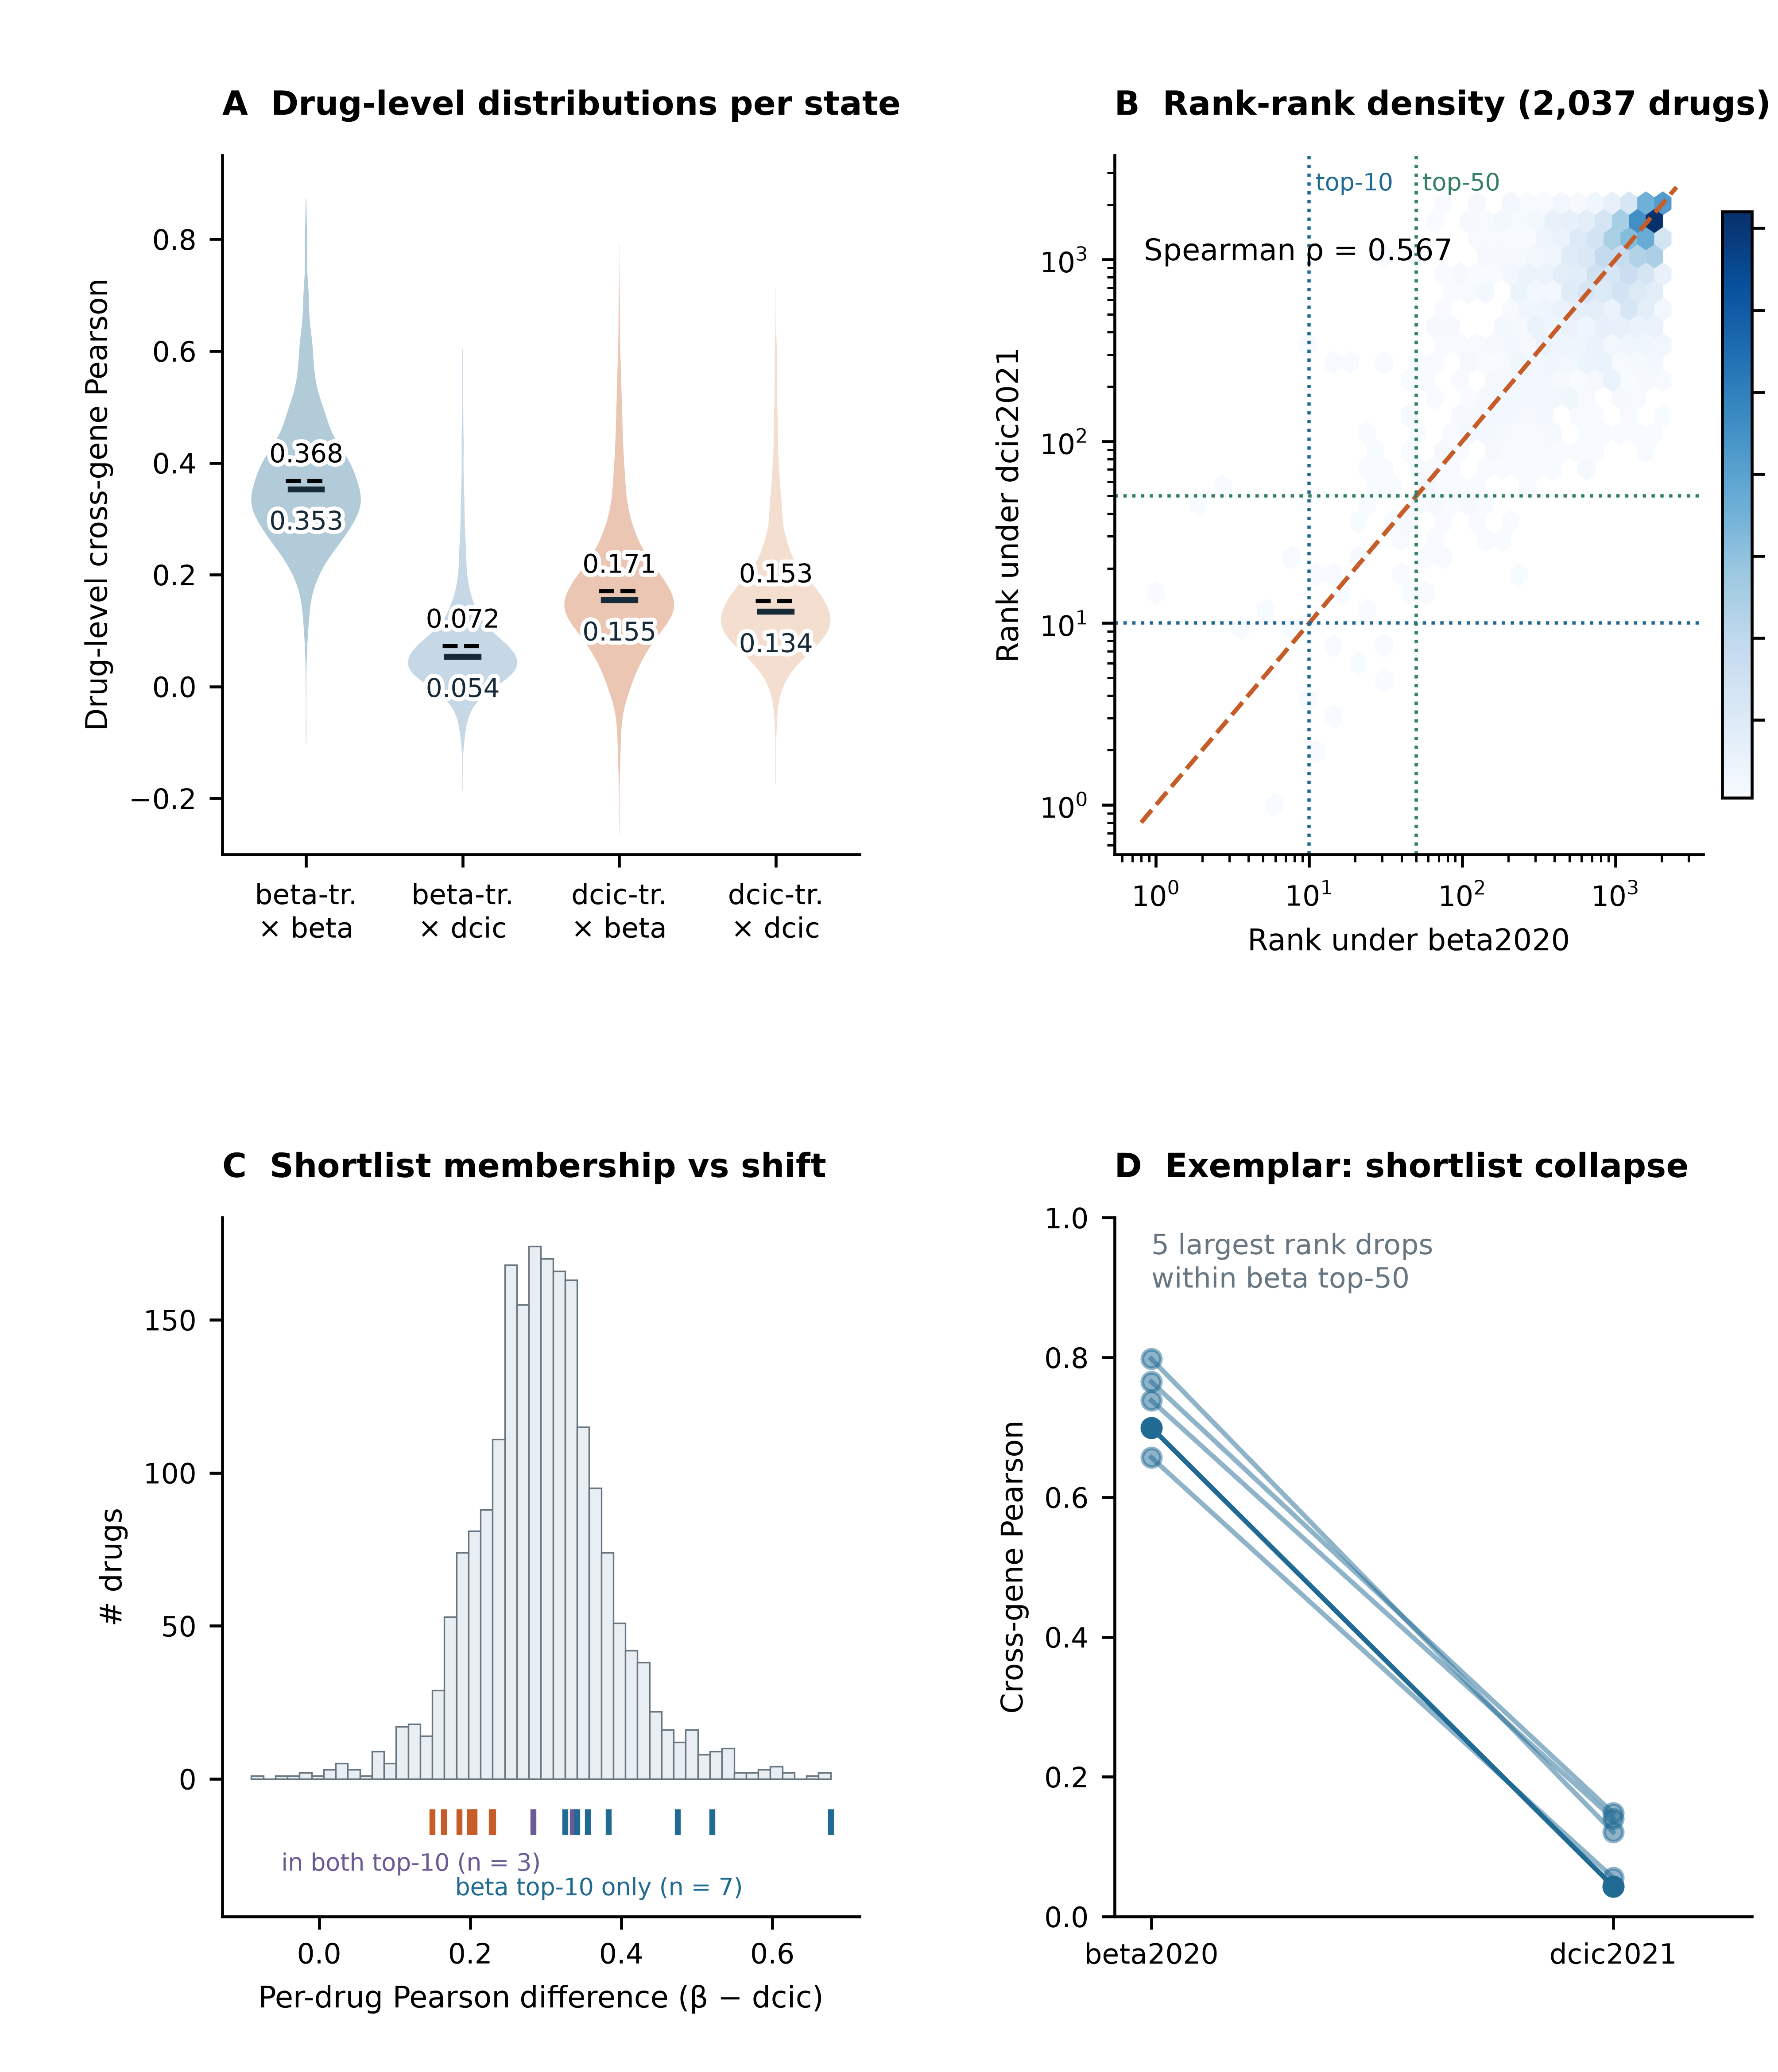 A Drug-level distributions per state
Drug-level cross-gene Pearson
0.8
0.6
0.4
0.2
0.0
−0.2
0.368
0.353
0.072
0.054
0.171
0.155
0.153
0.134
beta-tr.
× beta
beta-tr.
× dcic
dcic-tr.
× beta
dcic-tr.
× dcic
B Rank-rank density (2,037 drugs)
top-10
top-50
Spearman ρ = 0.567
Rank under dcic2021
10³
10²
10¹
10⁰
10⁰
10¹
10²
10³
Rank under beta2020
C Shortlist membership vs shift
# drugs
150
100
50
0
in both top-10 (n = 3)
beta top-10 only (n = 7)
0.0
0.2
0.4
0.6
Per-drug Pearson difference (β − dcic)
D Exemplar: shortlist collapse
5 largest rank drops
within beta top-50
Cross-gene Pearson
1.0
0.8
0.6
0.4
0.2
0.0
beta2020
dcic2021